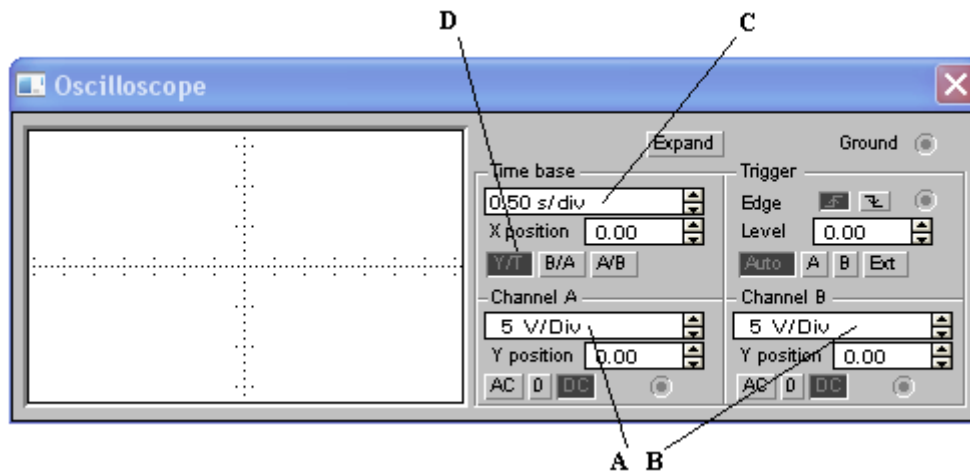 D C
Oscilloscope
Expand Ground
Time base Trigger
0.50 s/div Edge
X position 0.00 Level 0.00
Y/T B/A A/B Auto A B Ext
Channel A Channel B
5 V/Div 5 V/Div
Y position 0.00 Y position 0.00
AC 0 DC AC 0 DC
A B